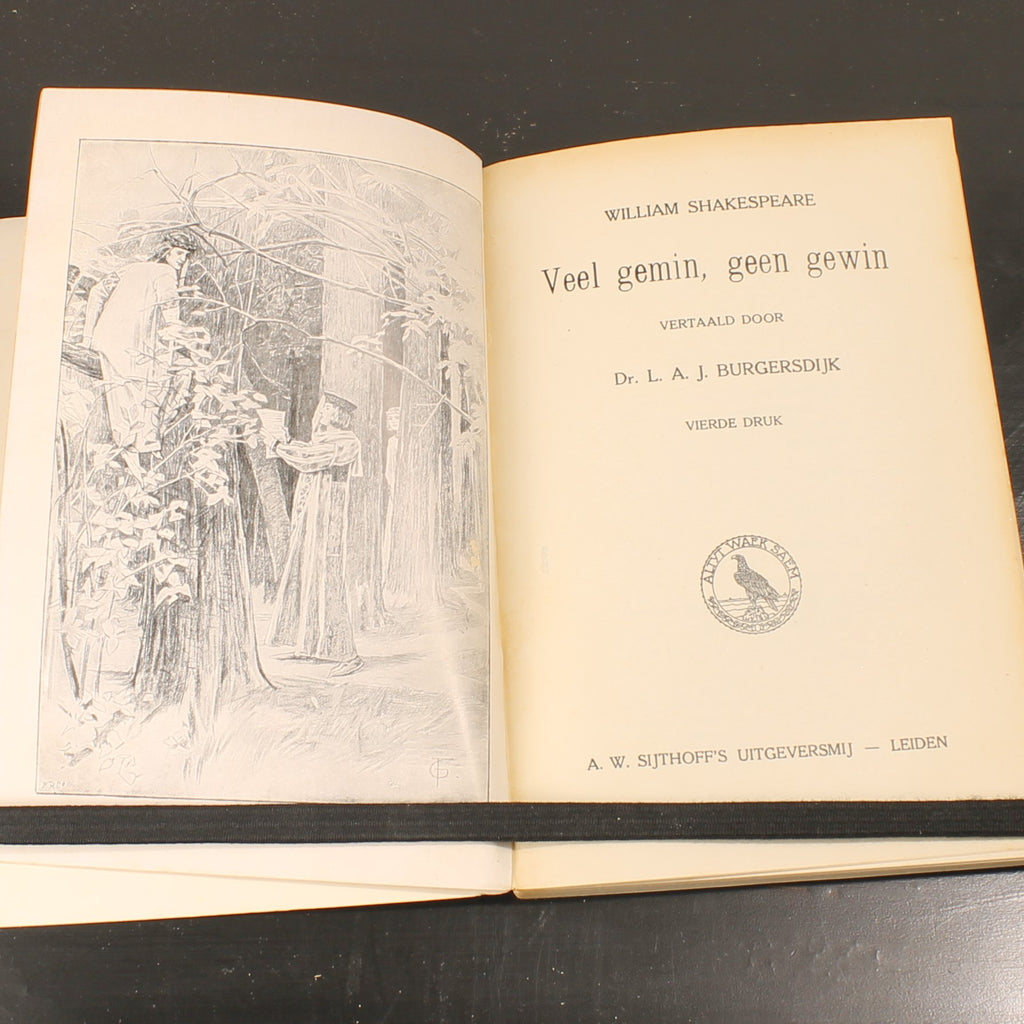 WILLIAM SHAKESPEARE
Veel gemin, geen gewin
VERTAALD DOOR
Dr. L. A. J. BURGERSDIJK
VIERDE DRUK
ALTYT WAEK SAEM
A. W. SIJTHOFF'S UITGEVERSMIJ — LEIDEN